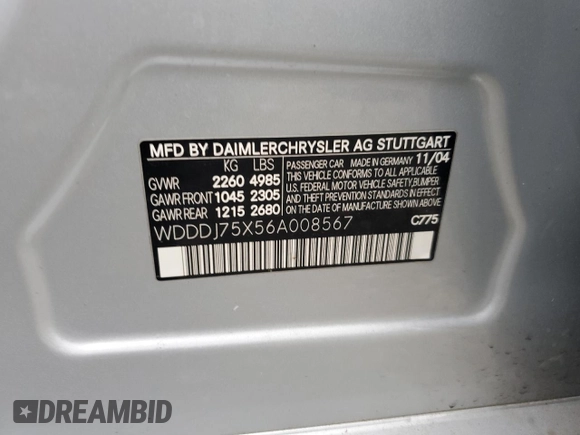 MFD BY DAIMLERCHRYSLER AG STUTTGART
KG LBS
GVWR 2260 4985
GAWR FRONT 1045 2305
GAWR REAR 1215 2680
PASSENGER CAR MADE IN GERMANY 11/04
THIS VEHICLE CONFORMS TO ALL APPLICABLE
U.S. FEDERAL MOTOR VEHICLE SAFETY, BUMPER
AND THEFT PREVENTION STANDARDS IN EFFECT
ON THE DATE OF MANUFACTURE SHOWN ABOVE.
WDDDJ75X56A008567 C775
DREAMBID